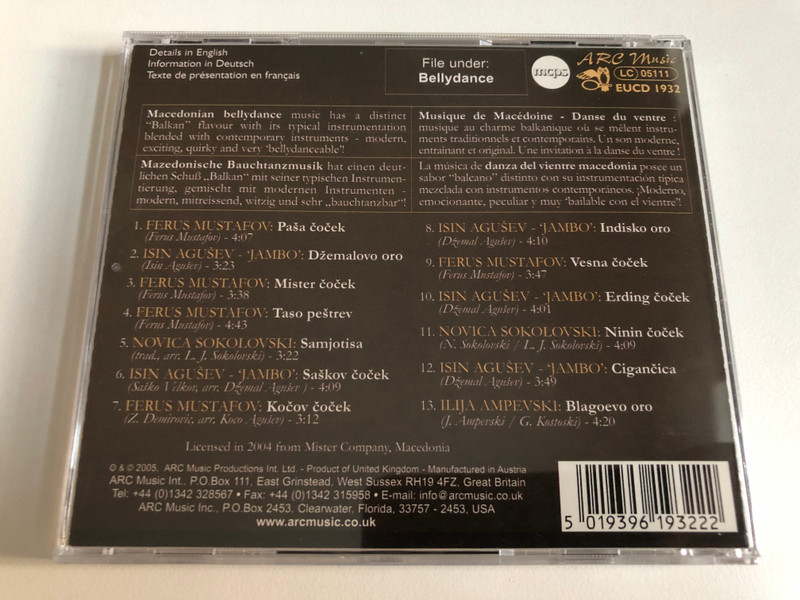 Details in English
Information in Deutsch
Texte de présentation en français
File under:
Bellydance
mcps
ARC Music
LC 05111
EUCD 1932
Macedonian bellydance music has a distinct
"Balkan" flavour with its typical instrumentation
blended with contemporary instruments - modern,
exciting, quirky and very 'bellydanceable'!
Musique de Macédoine - Danse du ventre :
musique au charme balkanique où se mêlent instru-
ments traditionnels et contemporains. Un son moderne,
entraînant et original. Une invitation à la danse du ventre !
Mazedonische Bauchtanzmusik hat einen deut-
lichen Schuß „Balkan" mit seiner typischen Instrumen-
tierung, gemischt mit modernen Instrumenten -
modern, mitreissend, witzig und sehr „bauchtanzbar"!
La música de danza del vientre macedonia posee un
sabor "balcano" distinto con su instrumentación típica
mezclada con instrumentos contemporáneos. ¡Moderno,
emocionante, peculiar y muy 'bailable con el vientre'!
1. FERUS MUSTAFOV: Paša čoček
(Ferus Mustafov) - 4:07
2. ISIN AGUŠEV - 'JAMBO': Džemalovo oro
(Isin Agušev) - 3:23
3. FERUS MUSTAFOV: Mister čoček
(Ferus Mustafov) - 3:38
4. FERUS MUSTAFOV: Taso peštrev
(Ferus Mustafov) - 4:43
5. NOVICA SOKOLOVSKI: Samjotisa
(trad., arr. L. J. Sokolovski) - 3:22
6. ISIN AGUŠEV - 'JAMBO': Saškov čoček
(Saško Velkov, arr. Džemal Agušev ) - 4:09
7. FERUS MUSTAFOV: Kočov čoček
(Z. Demirovic, arr. Koco Agušev) - 3:12
8. ISIN AGUŠEV - 'JAMBO': Indisko oro
(Džemal Agušev) - 4:10
9. FERUS MUSTAFOV: Vesna čoček
(Ferus Mustafov) - 3:47
10. ISIN AGUŠEV - 'JAMBO': Erding čoček
(Džemal Agušev) - 4:01
11. NOVICA SOKOLOVSKI: Ninin čoček
(N. Sokolovski / L. J. Sokolovski) - 4:09
12. ISIN AGUŠEV - 'JAMBO': Cigančica
(Džemal Agušev) - 3:49
13. ILIJA AMPEVSKI: Blagoevo oro
(J. Ampevski / G. Kostoski) - 4:20
Licensed in 2004 from Mister Company, Macedonia
℗ & © 2005. ARC Music Productions Int. Ltd. - Product of United Kingdom - Manufactured in Austria
ARC Music Int., P.O.Box 111, East Grinstead, West Sussex RH19 4FZ, Great Britain
Tel: +44 (0)1342 328567 • Fax: +44 (0)1342 315958 • E-mail: info@arcmusic.co.uk
ARC Music Inc., P.O.Box 2453, Clearwater, Florida, 33757 - 2453, USA
www.arcmusic.co.uk
5 019396 193222